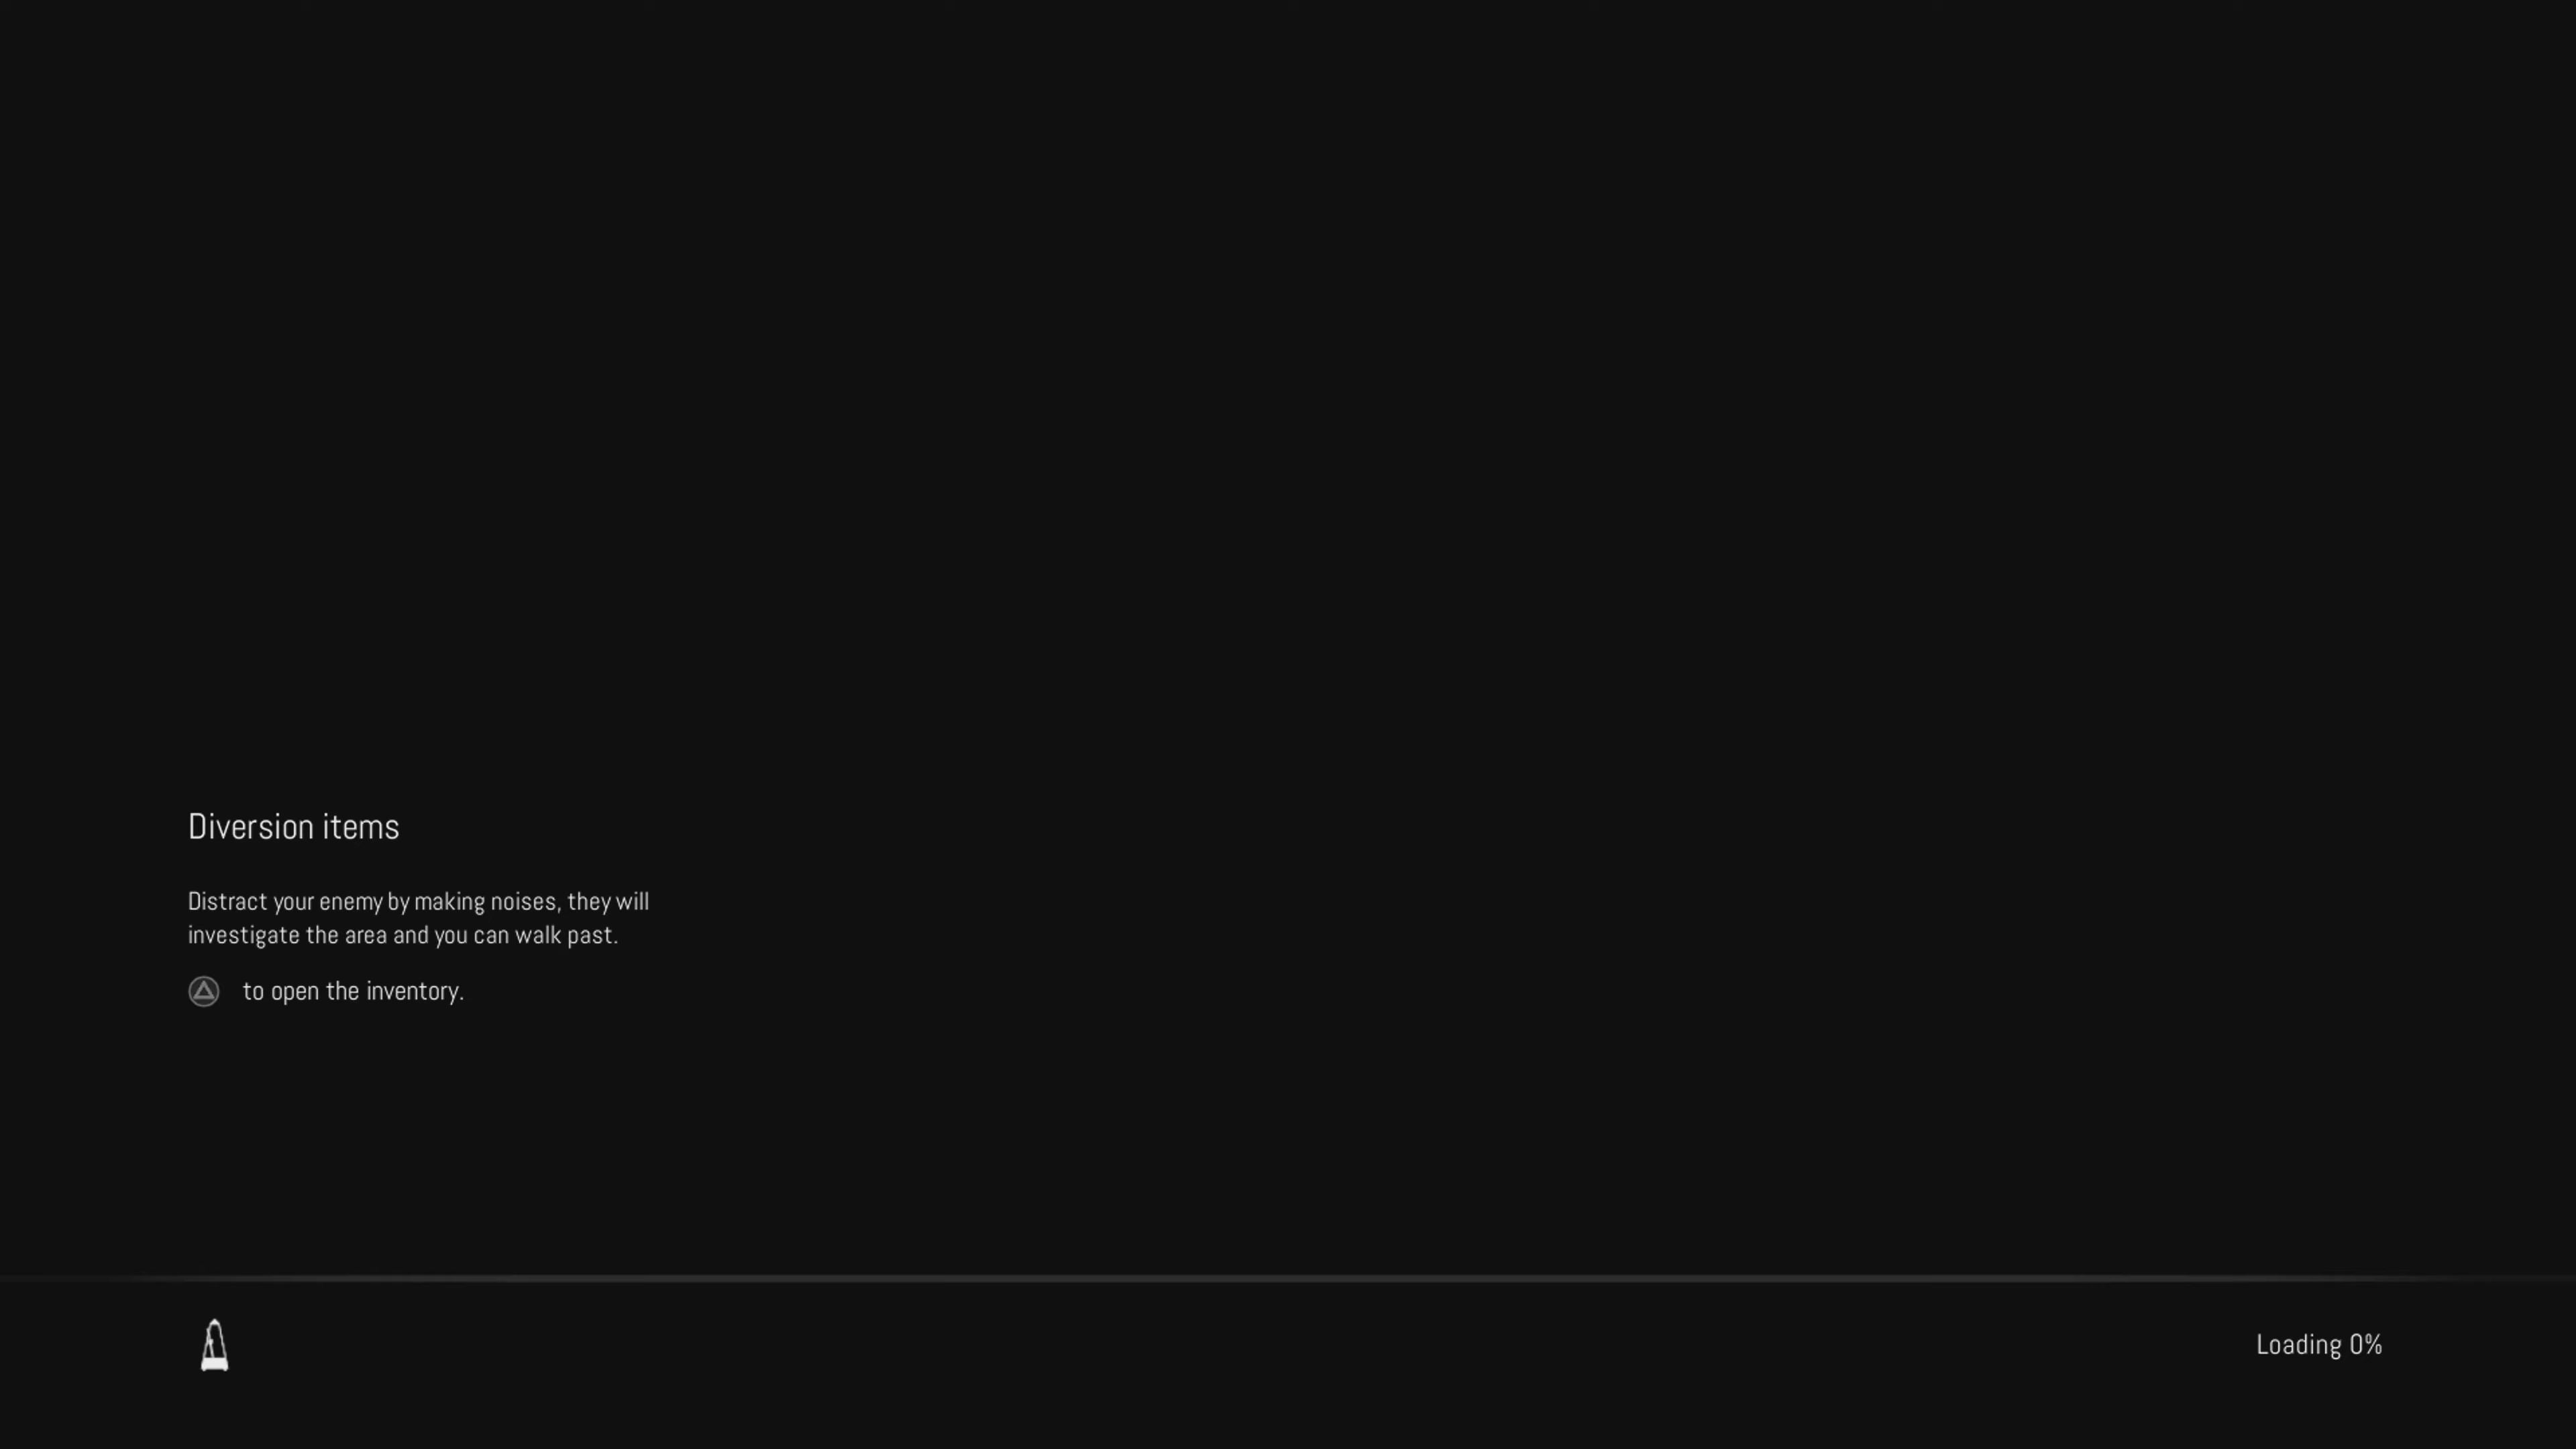 Diversion items
Distract your enemy by making noises, they will
investigate the area and you can walk past.
to open the inventory.
Loading 0%